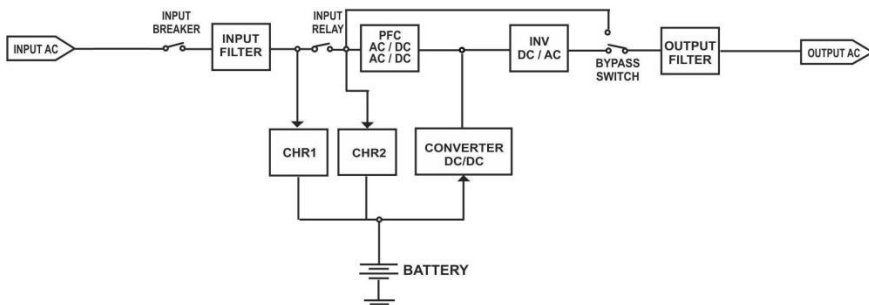 INPUT AC
INPUT
BREAKER
INPUT
FILTER
INPUT
RELAY
PFC
AC / DC
AC / DC
INV
DC / AC
BYPASS
SWITCH
OUTPUT
FILTER
OUTPUT AC
CHR1
CHR2
CONVERTER
DC/DC
BATTERY